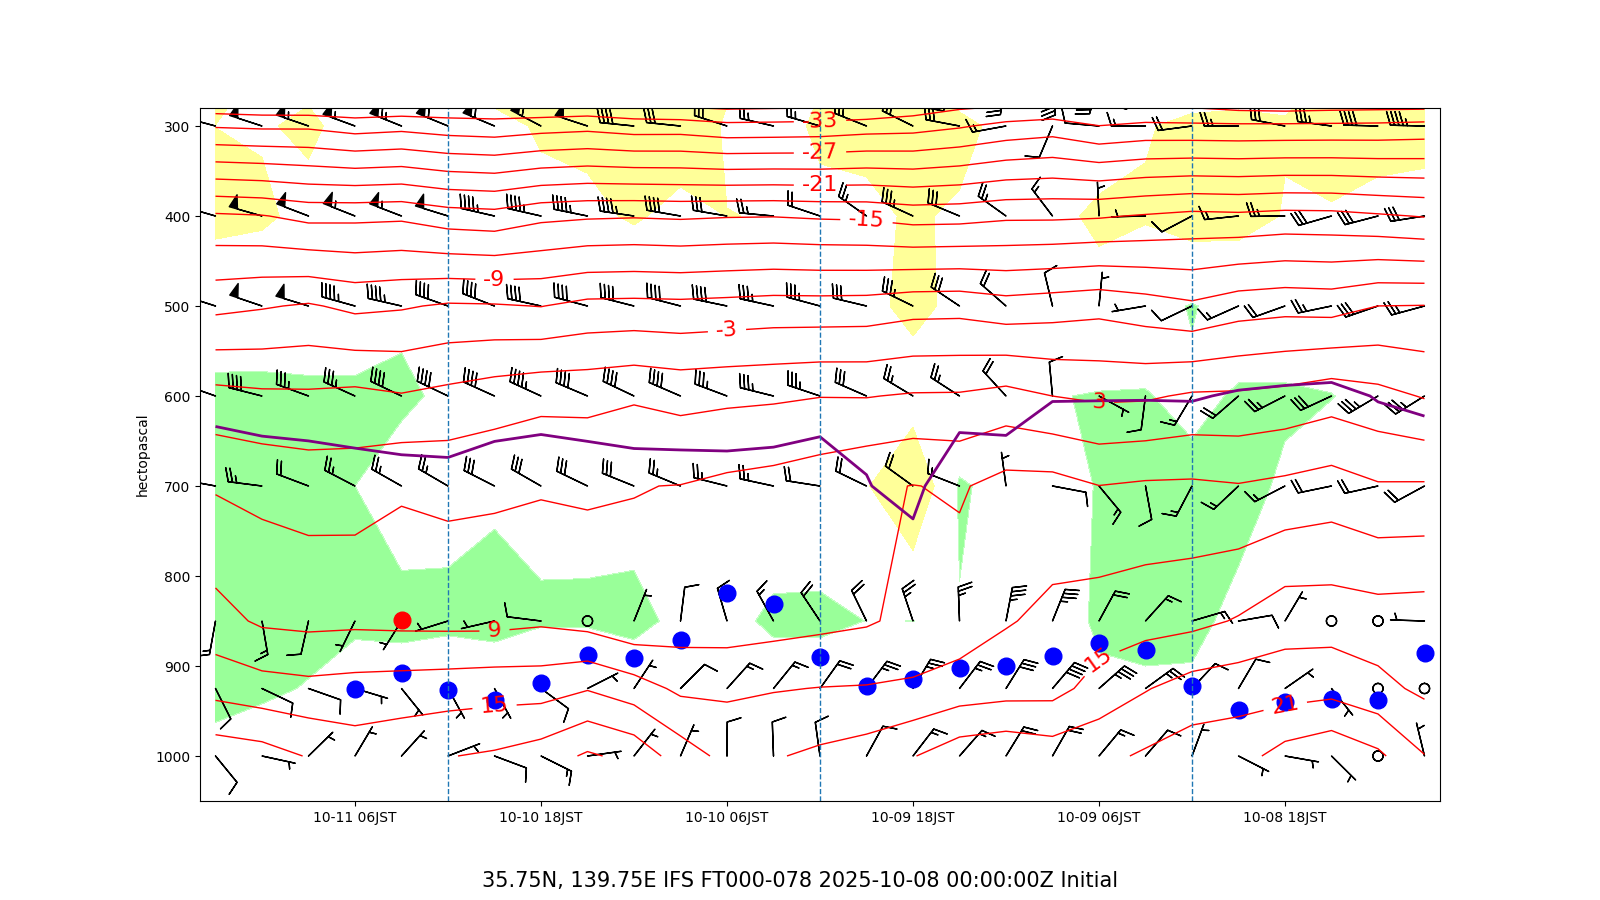 300
400
500
600
700
800
900
1000
hectopascal
-33
-27
-21
-15
-9
-3
3
9
15
15
21
10-11 06JST
10-10 18JST
10-10 06JST
10-09 18JST
10-09 06JST
10-08 18JST
35.75N, 139.75E IFS FT000-078 2025-10-08 00:00:00Z Initial